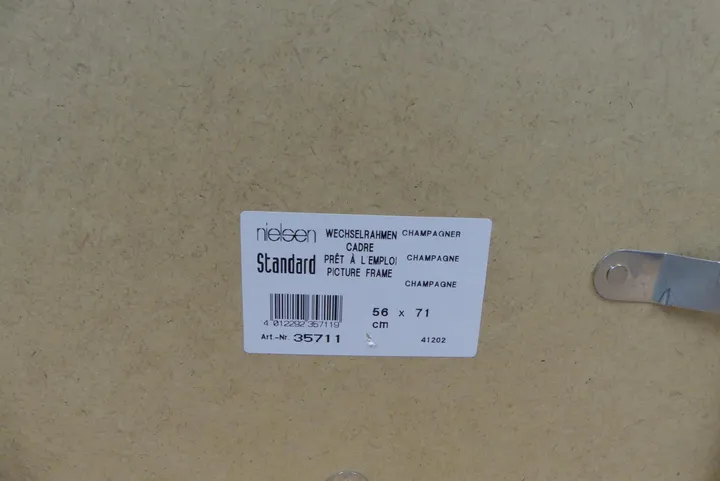 nielsen
Standard
WECHSELRAHMEN CHAMPAGNER
CADRE
PRÊT À L EMPLOI CHAMPAGNE
PICTURE FRAME
CHAMPAGNE
56 x 71
cm
4 012292 357119
Art.-Nr. 35711
41202